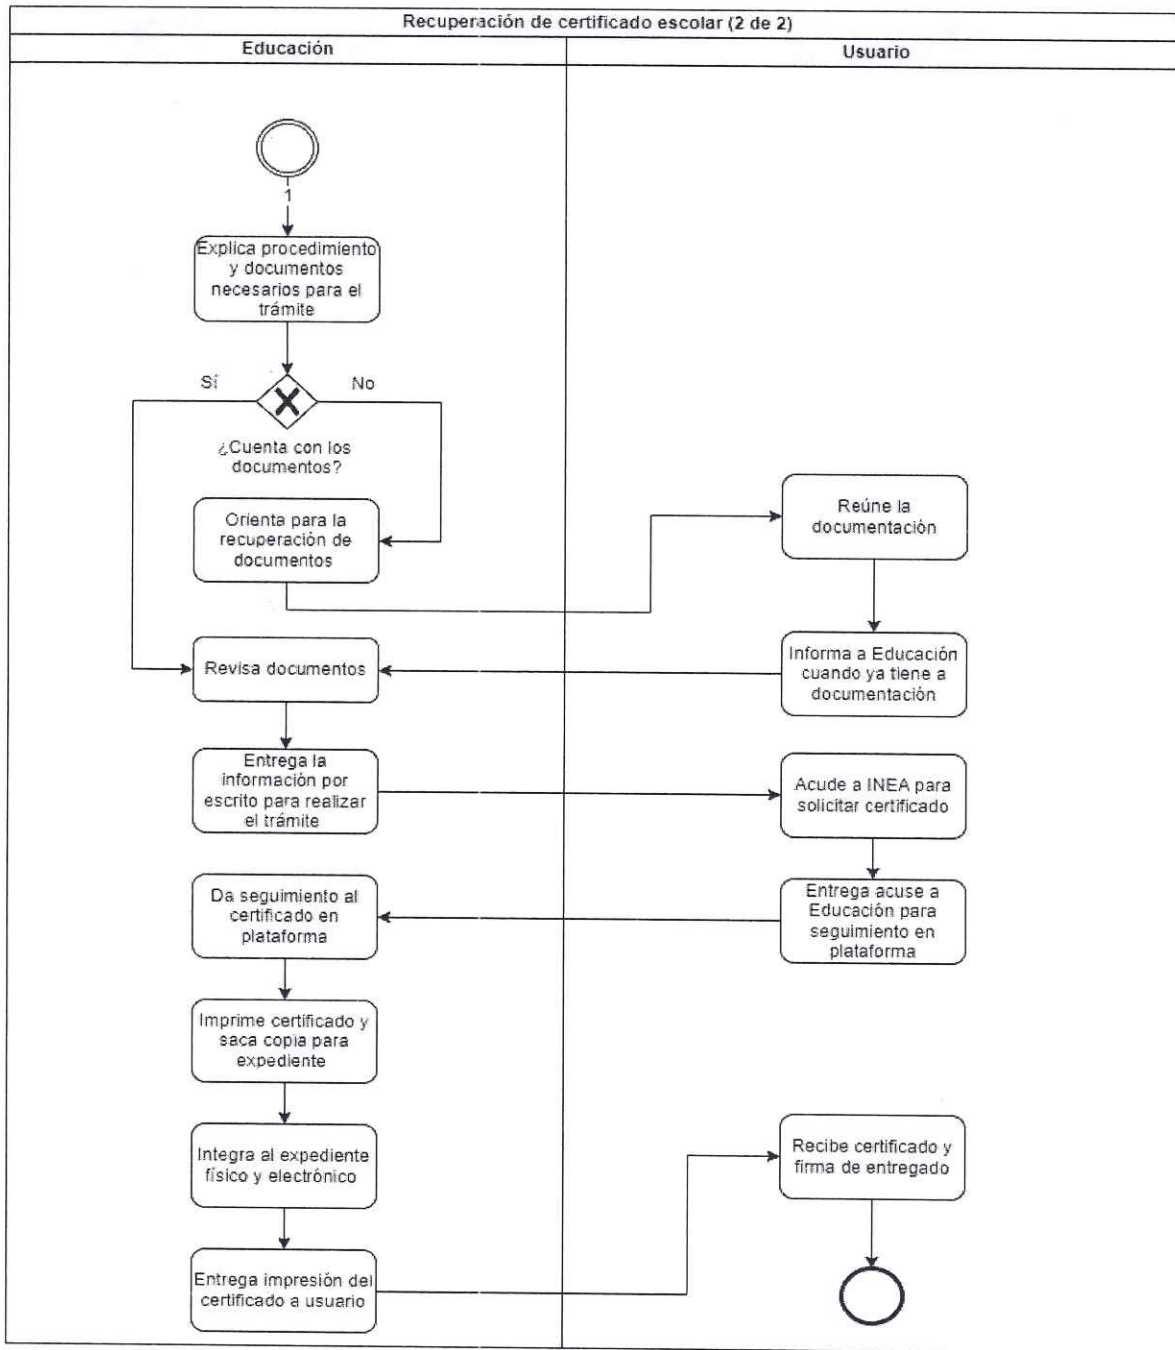 Recuperación de certificado escolar (2 de 2)
Educación
Usuario
1
Explica procedimiento
y documentos
necesarios para el
trámite
Sí
No
¿Cuenta con los
documentos?
Orienta para la
recuperación de
documentos
Reúne la
documentación
Revisa documentos
Informa a Educación
cuando ya tiene a
documentación
Entrega la
información por
escrito para realizar
el trámite
Acude a INEA para
solicitar certificado
Da seguimiento al
certificado en
plataforma
Entrega acuse a
Educación para
seguimiento en
plataforma
Imprime certificado y
saca copia para
expediente
Integra al expediente
físico y electrónico
Recibe certificado y
firma de entregado
Entrega impresión del
certificado a usuario